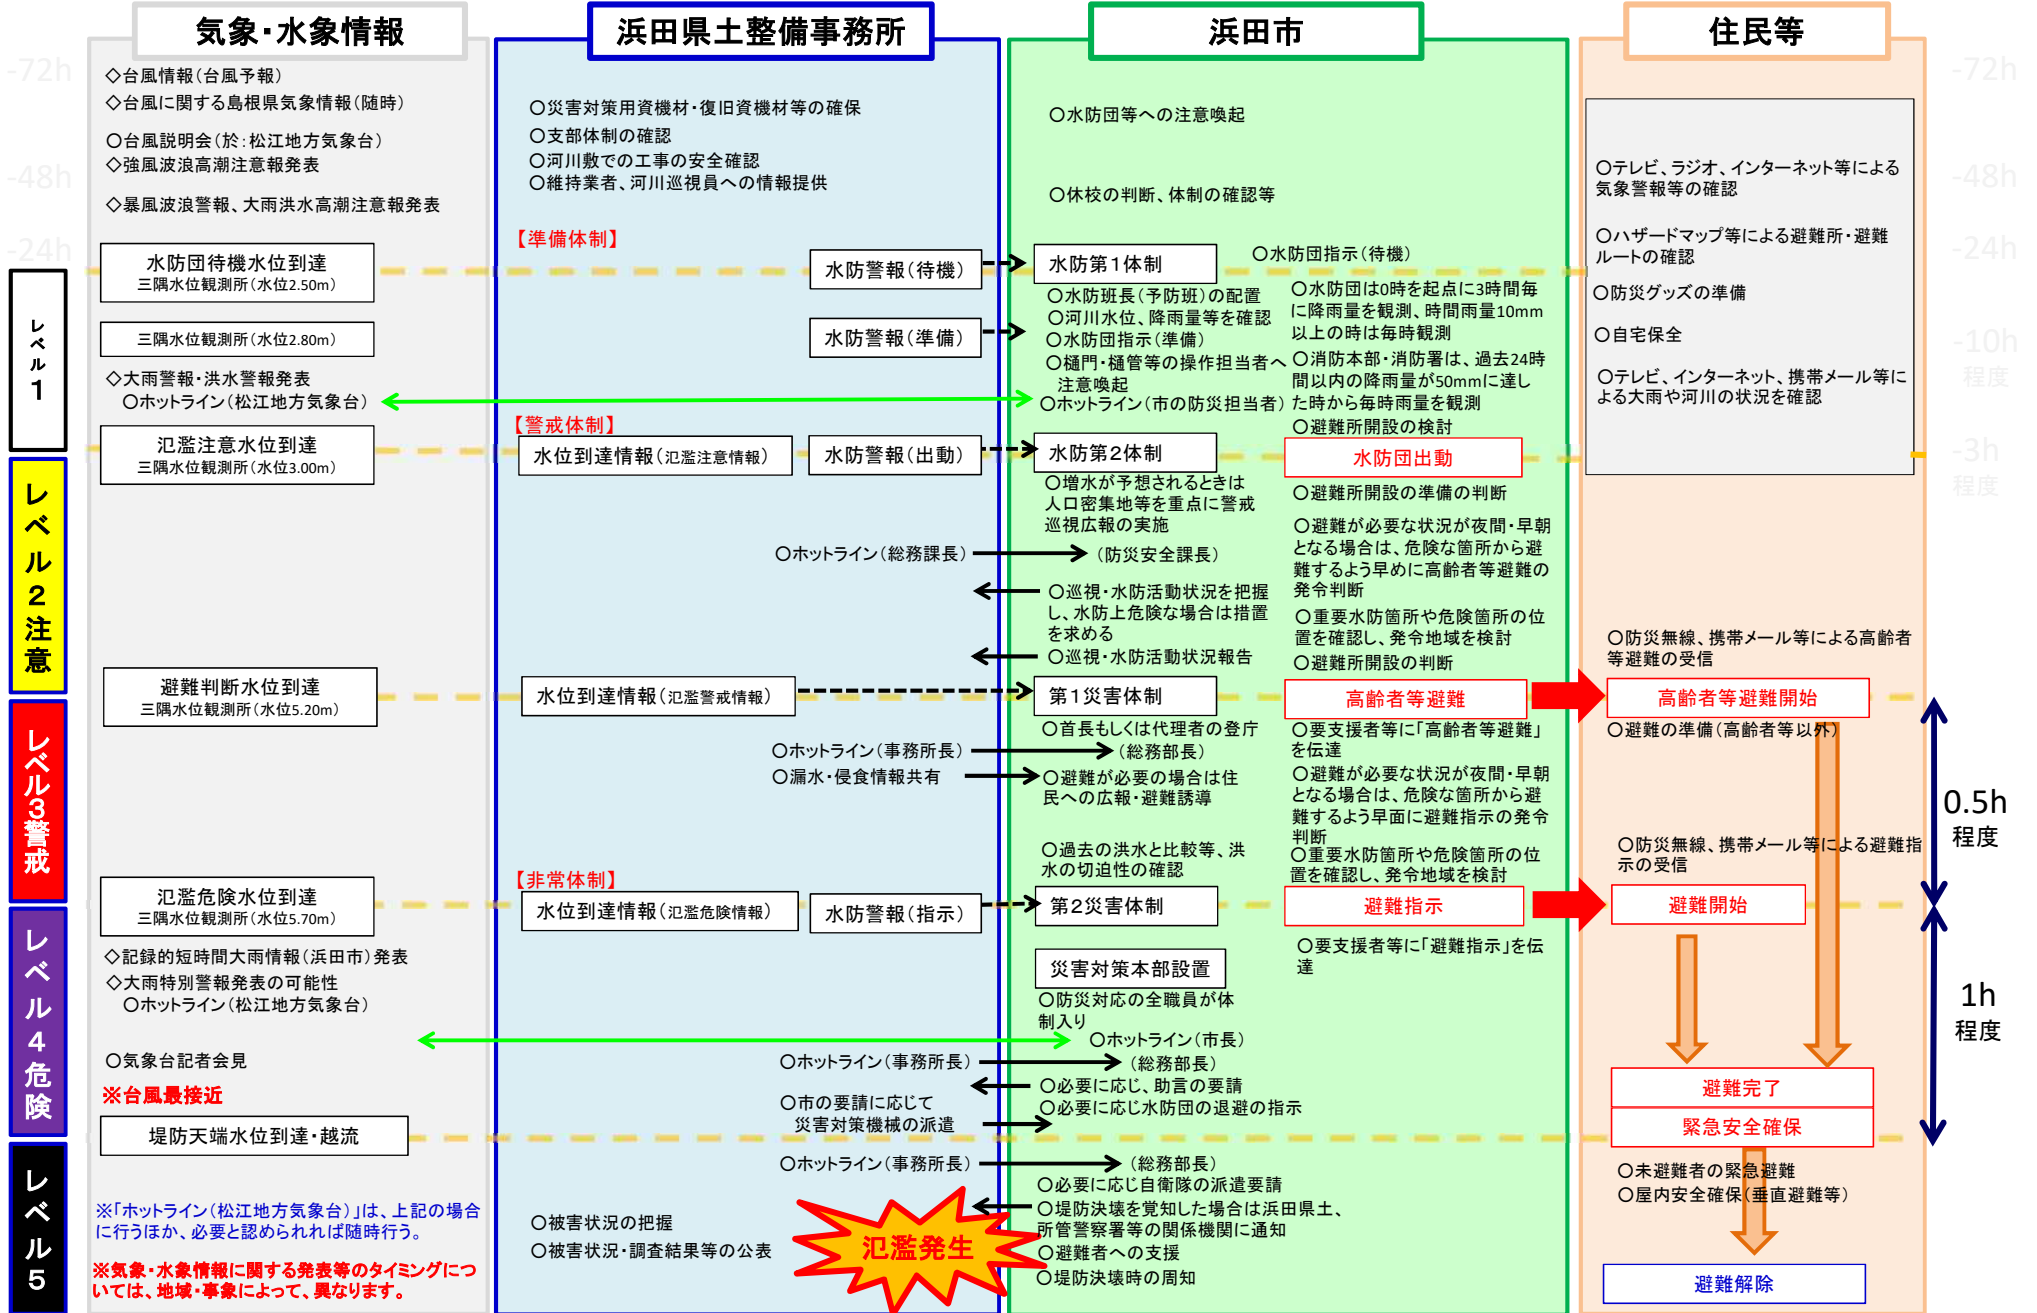 気象・水象情報
浜田県土整備事務所
浜田市
住民等
-72h
-48h
-24h
レベル1
レベル2注意
レベル3警戒
レベル4危険
レベル5
◇台風情報(台風予報)
◇台風に関する島根県気象情報(随時)
○台風説明会(於:松江地方気象台)
◇強風波浪高潮注意報発表
◇暴風波浪警報、大雨洪水高潮注意報発表
水防団待機水位到達
三隅水位観測所(水位2.50m)
三隅水位観測所(水位2.80m)
◇大雨警報・洪水警報発表
○ホットライン(松江地方気象台)
氾濫注意水位到達
三隅水位観測所(水位3.00m)
避難判断水位到達
三隅水位観測所(水位5.20m)
氾濫危険水位到達
三隅水位観測所(水位5.70m)
◇記録的短時間大雨情報(浜田市)発表
◇大雨特別警報発表の可能性
○ホットライン(松江地方気象台)
○気象台記者会見
※台風最接近
堤防天端水位到達・越流
※「ホットライン(松江地方気象台)」は、上記の場合
に行うほか、必要と認められれば随時行う。
※気象・水象情報に関する発表等のタイミングにつ
いては、地域・事象によって、異なります。
○災害対策用資機材・復旧資機材等の確保
○支部体制の確認
○河川敷での工事の安全確認
○維持業者、河川巡視員への情報提供
【準備体制】
水防警報(待機)
水防警報(準備)
【警戒体制】
水位到達情報(氾濫注意情報)
水防警報(出動)
○ホットライン(総務課長)
水位到達情報(氾濫警戒情報)
○ホットライン(事務所長)
○漏水・侵食情報共有
【非常体制】
水位到達情報(氾濫危険情報)
水防警報(指示)
○ホットライン(事務所長)
○市の要請に応じて
災害対策機械の派遣
○ホットライン(事務所長)
○被害状況の把握
○被害状況・調査結果等の公表
氾濫発生
○水防団等への注意喚起
○休校の判断、体制の確認等
水防第1体制
○水防班長(予防班)の配置
○河川水位、降雨量等を確認
○水防団指示(準備)
○樋門・樋管等の操作担当者へ
注意喚起
○ホットライン(市の防災担当者)
水防第2体制
○増水が予想されるときは
人口密集地等を重点に警戒
巡視広報の実施
(防災安全課長)
○巡視・水防活動状況を把握
し、水防上危険な場合は措置
を求める
○巡視・水防活動状況報告
第1災害体制
○首長もしくは代理者の登庁
(総務部長)
○避難が必要の場合は住
民への広報・避難誘導
○過去の洪水と比較等、洪
水の切迫性の確認
第2災害体制
災害対策本部設置
○防災対応の全職員が体
制入り
○ホットライン(市長)
(総務部長)
○必要に応じ、助言の要請
○必要に応じ水防団の退避の指示
(総務部長)
○必要に応じ自衛隊の派遣要請
○堤防決壊を覚知した場合は浜田県土、
所管警察署等の関係機関に通知
○避難者への支援
○堤防決壊時の周知
○水防団指示(待機)
○水防団は0時を起点に3時間毎
に降雨量を観測、時間雨量10mm
以上の時は毎時観測
○消防本部・消防署は、過去24時
間以内の降雨量が50mmに達し
た時から毎時雨量を観測
○避難所開設の検討
水防団出動
○避難所開設の準備の判断
○避難が必要な状況が夜間・早朝
となる場合は、危険な箇所から避
難するよう早めに高齢者等避難の
発令判断
○重要水防箇所や危険箇所の位
置を確認し、発令地域を検討
○避難所開設の判断
高齢者等避難
○要支援者等に「高齢者等避難」
を伝達
○避難が必要な状況が夜間・早朝
となる場合は、危険な箇所から避
難するよう早面に避難指示の発令
判断
○重要水防箇所や危険箇所の位
置を確認し、発令地域を検討
避難指示
○要支援者等に「避難指示」を伝
達
○テレビ、ラジオ、インターネット等による
気象警報等の確認
○ハザードマップ等による避難所・避難
ルートの確認
○防災グッズの準備
○自宅保全
○テレビ、インターネット、携帯メール等に
よる大雨や河川の状況を確認
○防災無線、携帯メール等による高齢者
等避難の受信
高齢者等避難開始
○避難の準備(高齢者等以外)
○防災無線、携帯メール等による避難指
示の受信
避難開始
避難完了
緊急安全確保
○未避難者の緊急避難
○屋内安全確保(垂直避難等)
避難解除
-72h
-48h
-24h
-10h
程度
-3h
程度
0.5h
程度
1h
程度